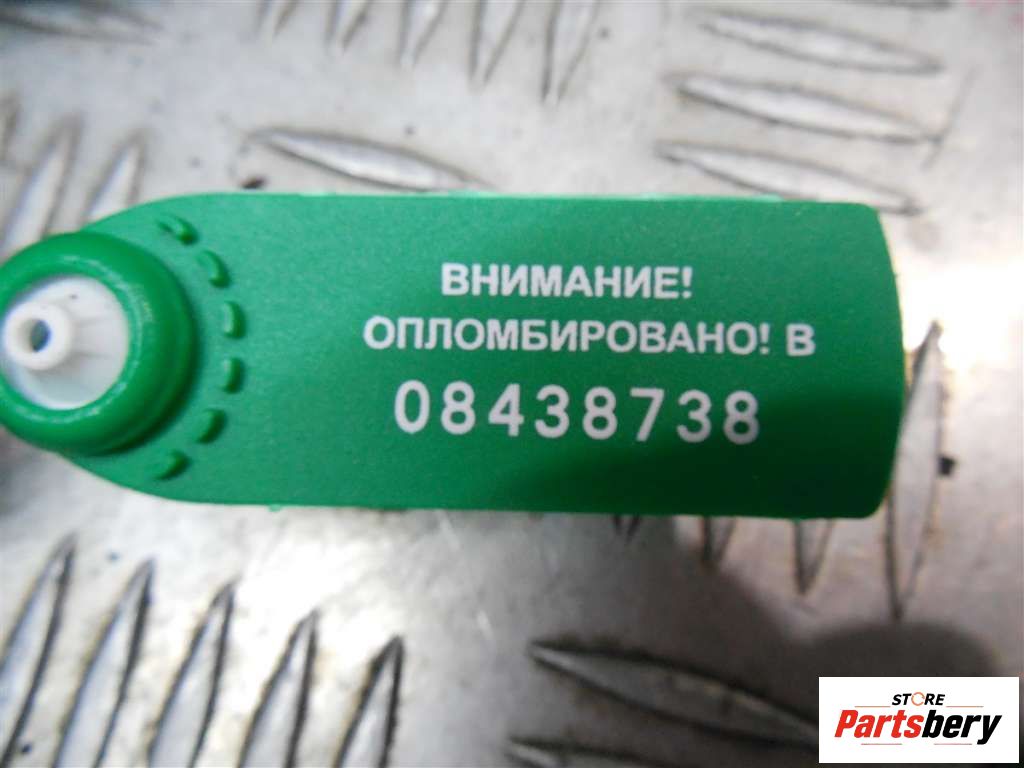 ВНИМАНИЕ!
ОПЛОМБИРОВАНО! В
08438738
STORE
Partsbery